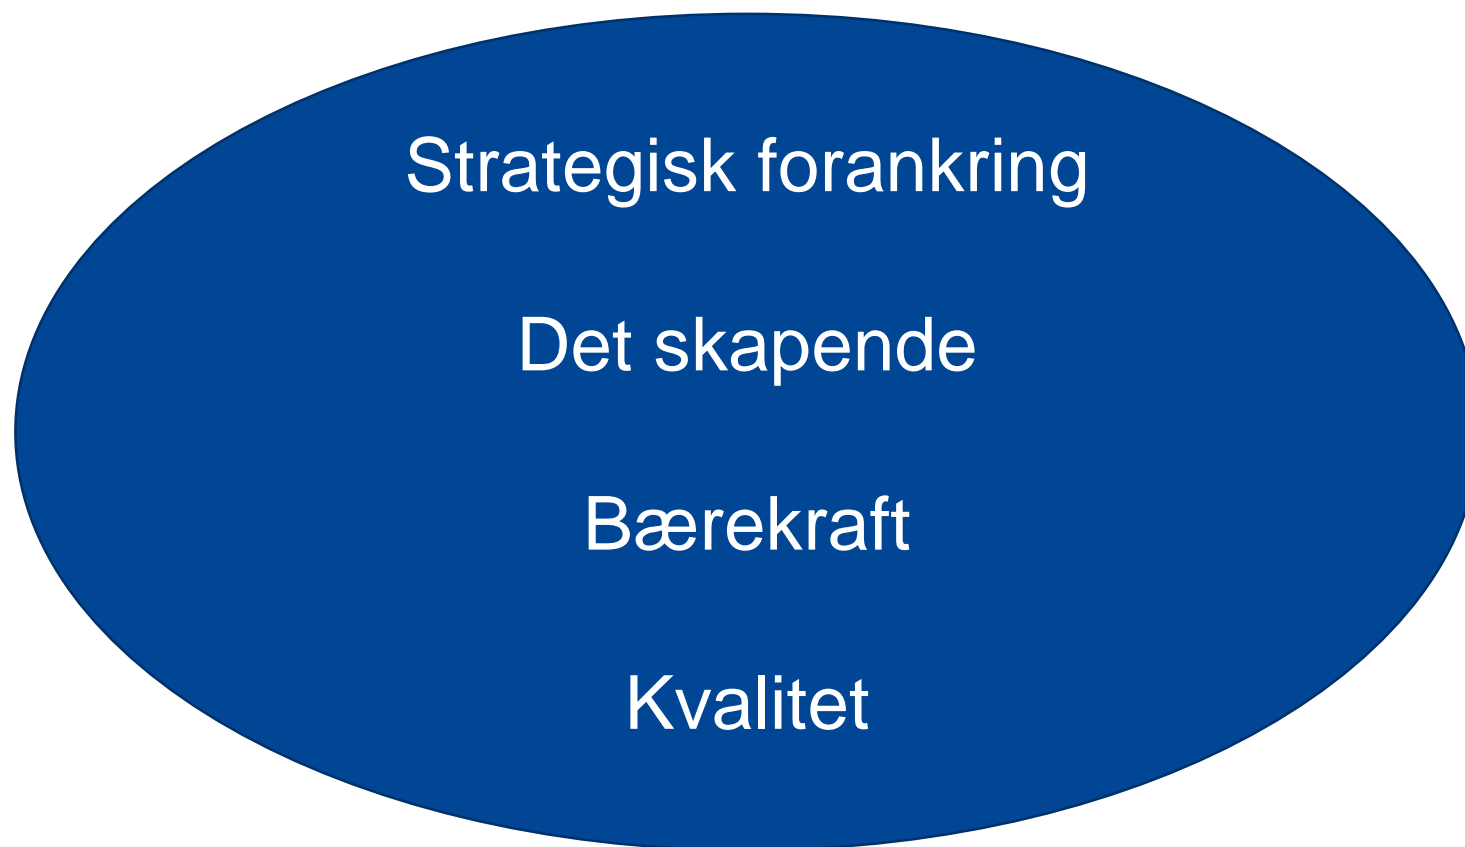 Strategisk forankring
Det skapende
Bærekraft
Kvalitet